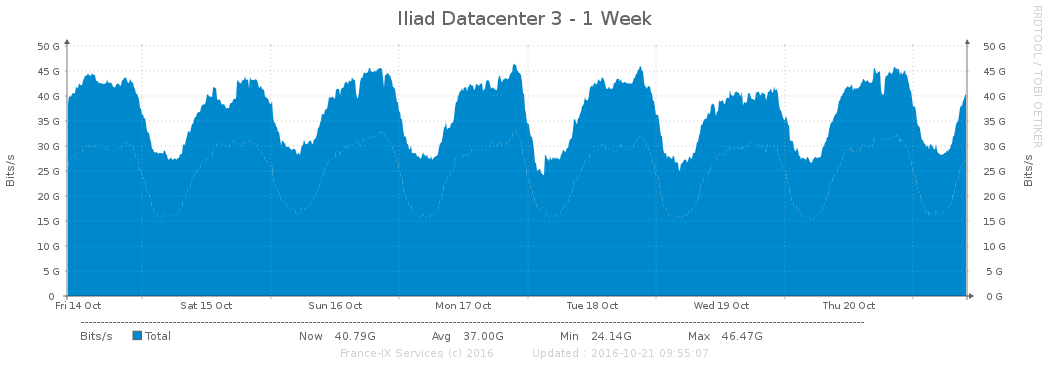 Iliad Datacenter 3 - 1 Week
RRDTOOL / TOBI OETIKER
Bits/s
50 G
45 G
40 G
35 G
30 G
25 G
20 G
15 G
10 G
5 G
0
50 G
45 G
40 G
35 G
30 G
25 G
20 G
15 G
10 G
5 G
0 G
Bits/s
Fri 14 Oct Sat 15 Oct Sun 16 Oct Mon 17 Oct Tue 18 Oct Wed 19 Oct Thu 20 Oct
Bits/s Total Now 40.79G Avg 37.00G Min 24.14G Max 46.47G
France-IX Services (c) 2016 Updated : 2016-10-21 09:55:07